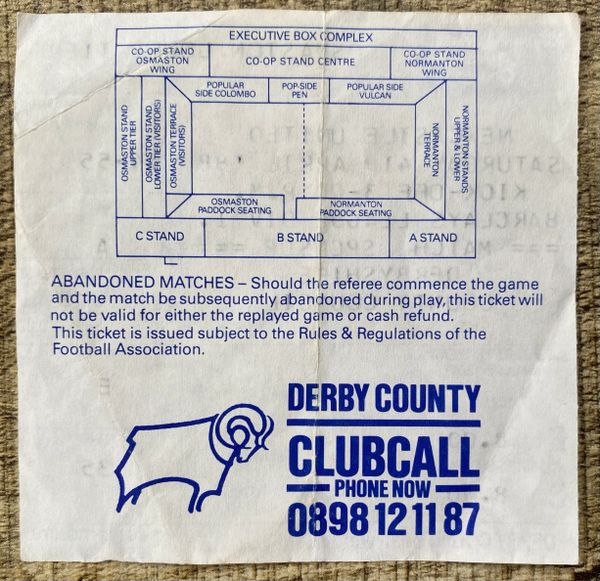 EXECUTIVE BOX COMPLEX
CO-OP STAND
OSMASTON
WING
CO-OP STAND CENTRE
CO-OP STAND
NORMANTON
WING
POPULAR
SIDE COLOMBO
POP-SIDE
PEN
POPULAR SIDE
VULCAN
OSMASTON STAND
UPPER TIER
OSMASTON STAND
LOWER TIER (VISITORS)
OSMASTON TERRACE
(VISITORS)
NORMANTON
TERRACE
NORMANTON STANDS
UPPER & LOWER
OSMASTON
PADDOCK SEATING
NORMANTON
PADDOCK SEATING
C STAND
B STAND
A STAND
ABANDONED MATCHES – Should the referee commence the game
and the match be subsequently abandoned during play, this ticket will
not be valid for either the replayed game or cash refund.
This ticket is issued subject to the Rules & Regulations of the
Football Association.
DERBY COUNTY
CLUBCALL
PHONE NOW
0898 12 11 87